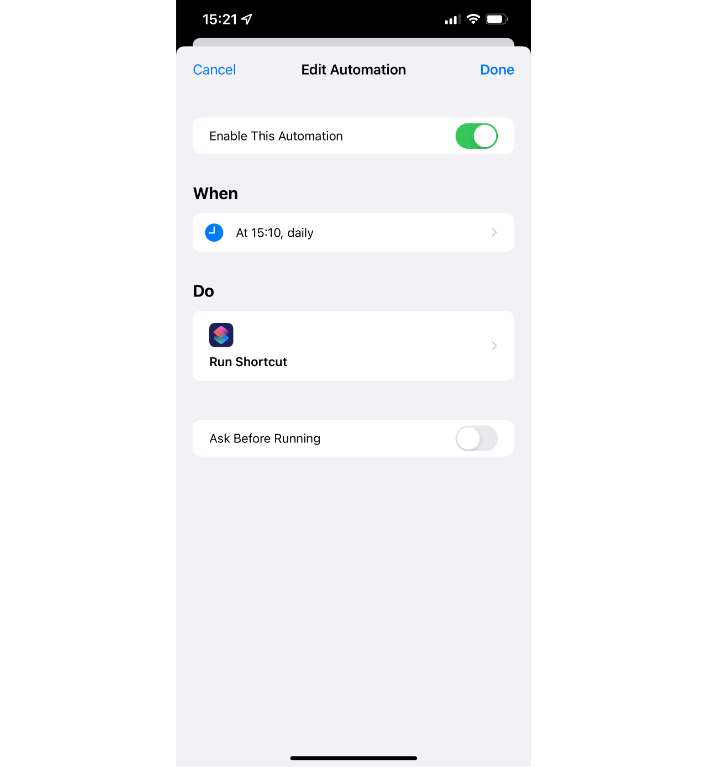 15:21
Cancel Edit Automation Done
Enable This Automation
When
At 15:10, daily
Do
Run Shortcut
Ask Before Running